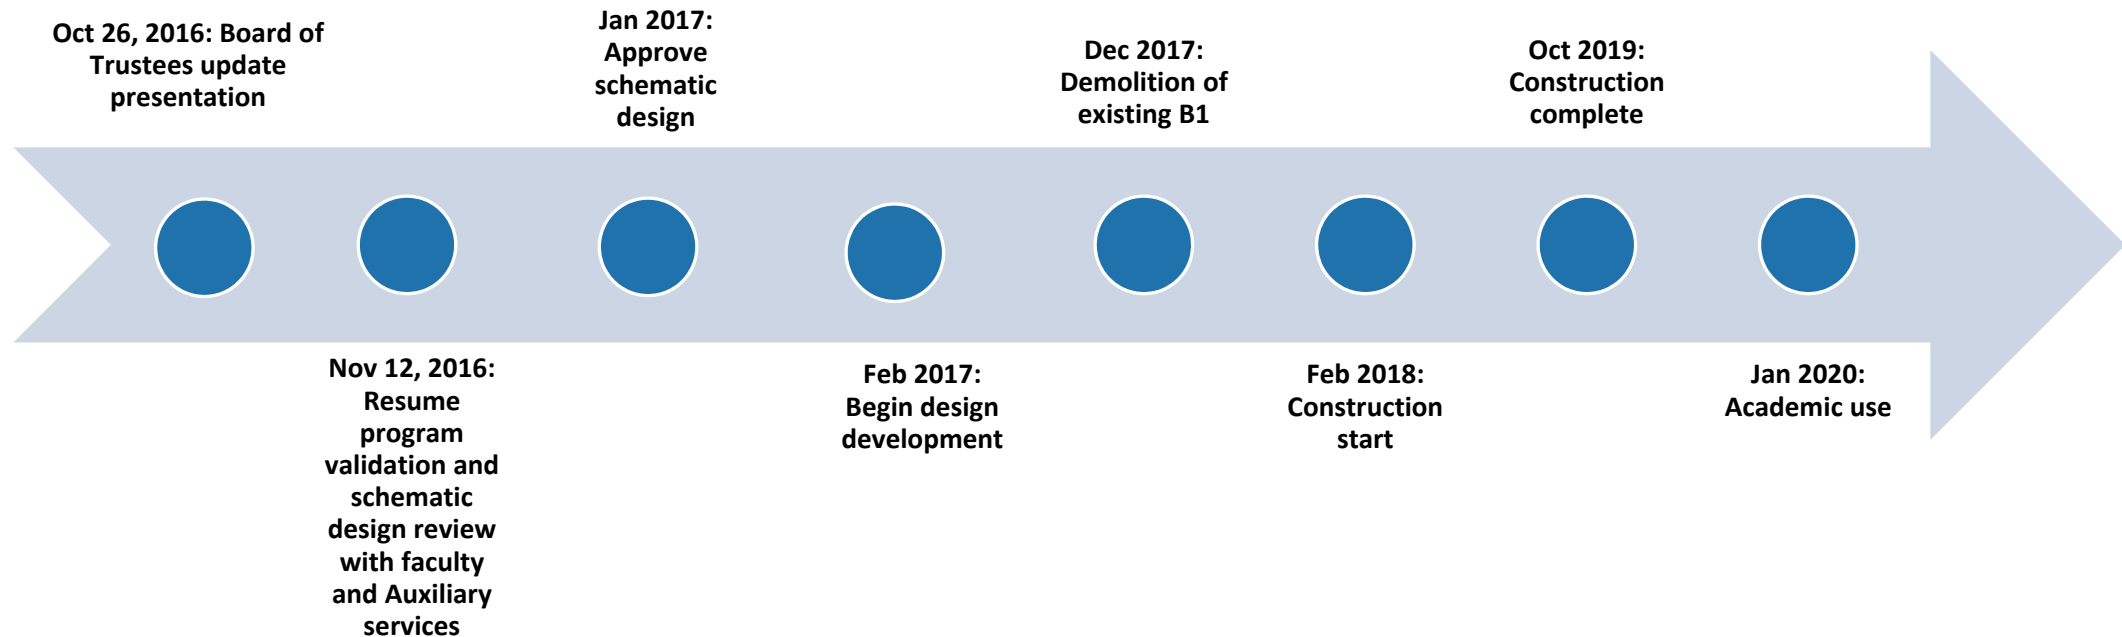 Oct 26, 2016: Board of
Trustees update
presentation
Nov 12, 2016:
Resume
program
validation and
schematic
design review
with faculty
and Auxiliary
services
Jan 2017:
Approve
schematic
design
Feb 2017:
Begin design
development
Dec 2017:
Demolition of
existing B1
Feb 2018:
Construction
start
Oct 2019:
Construction
complete
Jan 2020:
Academic use